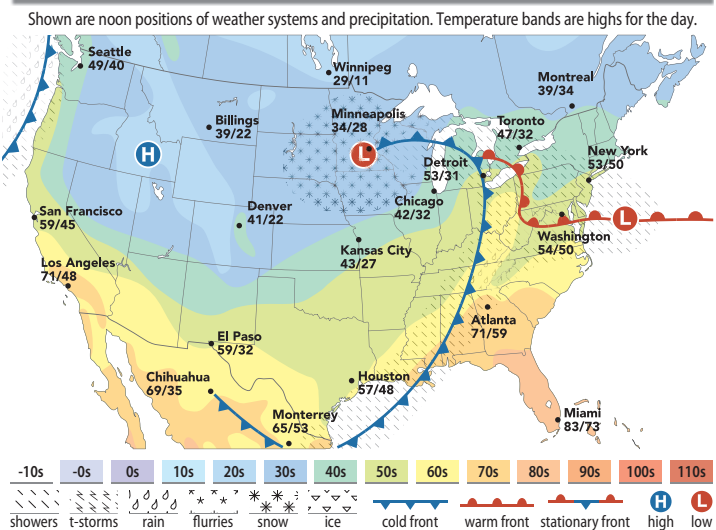 Shown are noon positions of weather systems and precipitation. Temperature bands are highs for the day.
Seattle
49/40
Winnipeg
29/11
Montreal
39/34
Billings
39/22
Minneapolis
34/28
Toronto
47/32
H
L
Detroit
53/31
New York
53/50
Chicago
42/32
San Francisco
59/45
Denver
41/22
L
Washington
54/50
Kansas City
43/27
Los Angeles
71/48
Atlanta
71/59
El Paso
59/32
Chihuahua
69/35
Houston
57/48
Monterrey
65/53
Miami
83/73
-10s -0s 0s 10s 20s 30s 40s 50s 60s 70s 80s 90s 100s 110s
H L
showers t-storms rain flurries snow ice cold front warm front stationary front high low